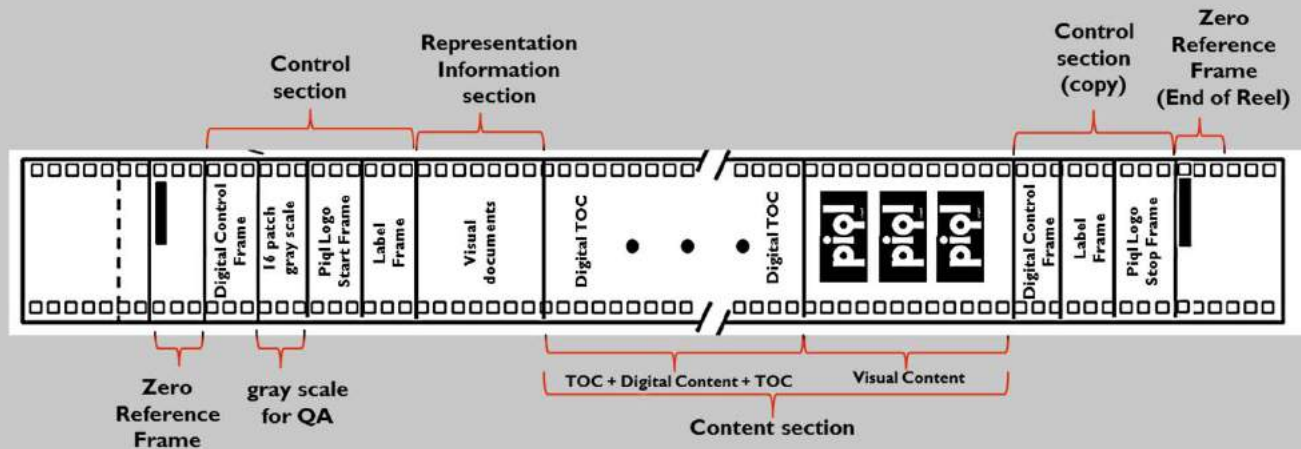 Control
section
Representation
Information
section
Control
section
(copy)
Zero
Reference
Frame
(End of Reel)
Digital Control
Frame
16 patch
gray scale
Piql Logo
Start Frame
Label
Frame
Visual
documents
Digital TOC
Digital TOC
piql
piql
piql
Digital Control
Frame
Label
Frame
Piql Logo
Stop Frame
Zero
Reference
Frame
gray scale
for QA
TOC + Digital Content + TOC
Visual Content
Content section